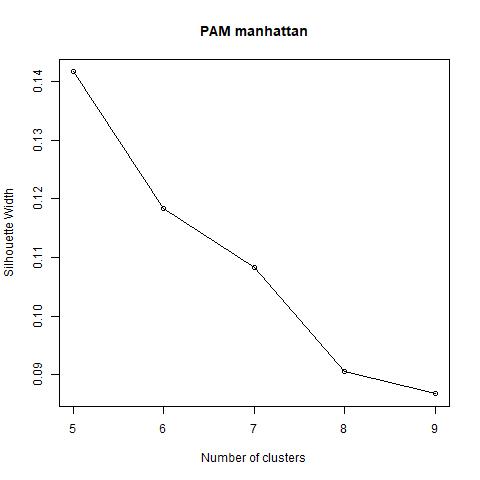 PAM manhattan
Silhouette Width
0.14
0.13
0.12
0.11
0.10
0.09
5 6 7 8 9
Number of clusters